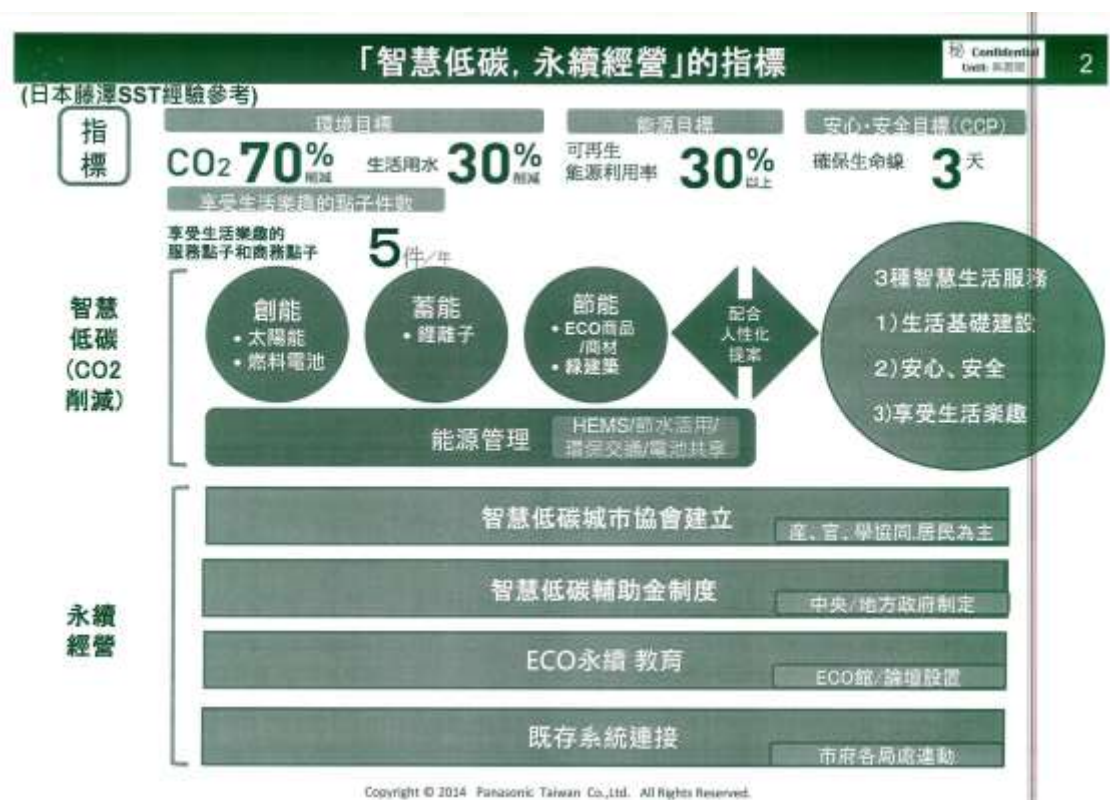 「智慧低碳, 永續經營」的指標
秘 Confidential
2
(日本藤澤SST經驗參考)
指標
環境目標
能源目標
安心・安全目標(CCP)
CO2 70% 削減
生活用水 30% 削減
可再生
能源利用率 30% 以上
確保生命線 3天
享受生活樂趣的點子件數
享受生活樂趣的
服務點子和商務點子
5件/年
智慧
低碳
(CO2
削減)
創能
• 太陽能
• 燃料電池
蓄能
• 鋰離子
節能
• ECO商品
/商材
• 綠建築
配合
人性化
提案
3種智慧生活服務
1)生活基礎建設
2)安心、安全
3)享受生活樂趣
能源管理
HEMS/節水活用/
環保交通/電池共享
永續
經營
智慧低碳城市協會建立
產、官、學協同.居民為主
智慧低碳輔助金制度
中央/地方政府制定
ECO永續 教育
ECO館/論壇設置
既存系統連接
市府各局處連動
Copyright © 2014 Panasonic Taiwan Co.,Ltd. All Rights Reserved.